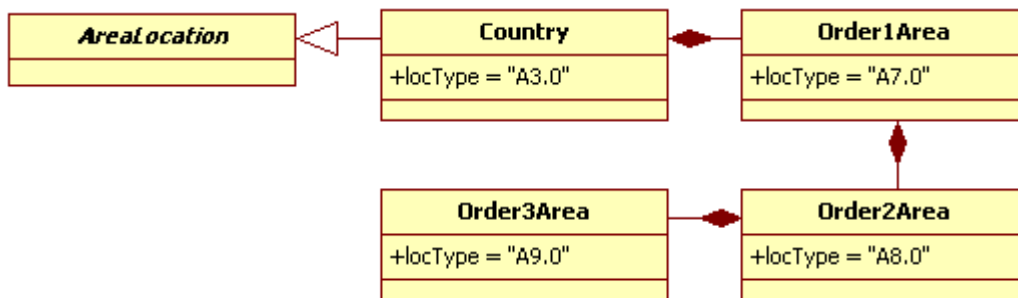 AreaLocation
Country
+locType = "A3.0"
Order1Area
+locType = "A7.0"
Order3Area
+locType = "A9.0"
Order2Area
+locType = "A8.0"